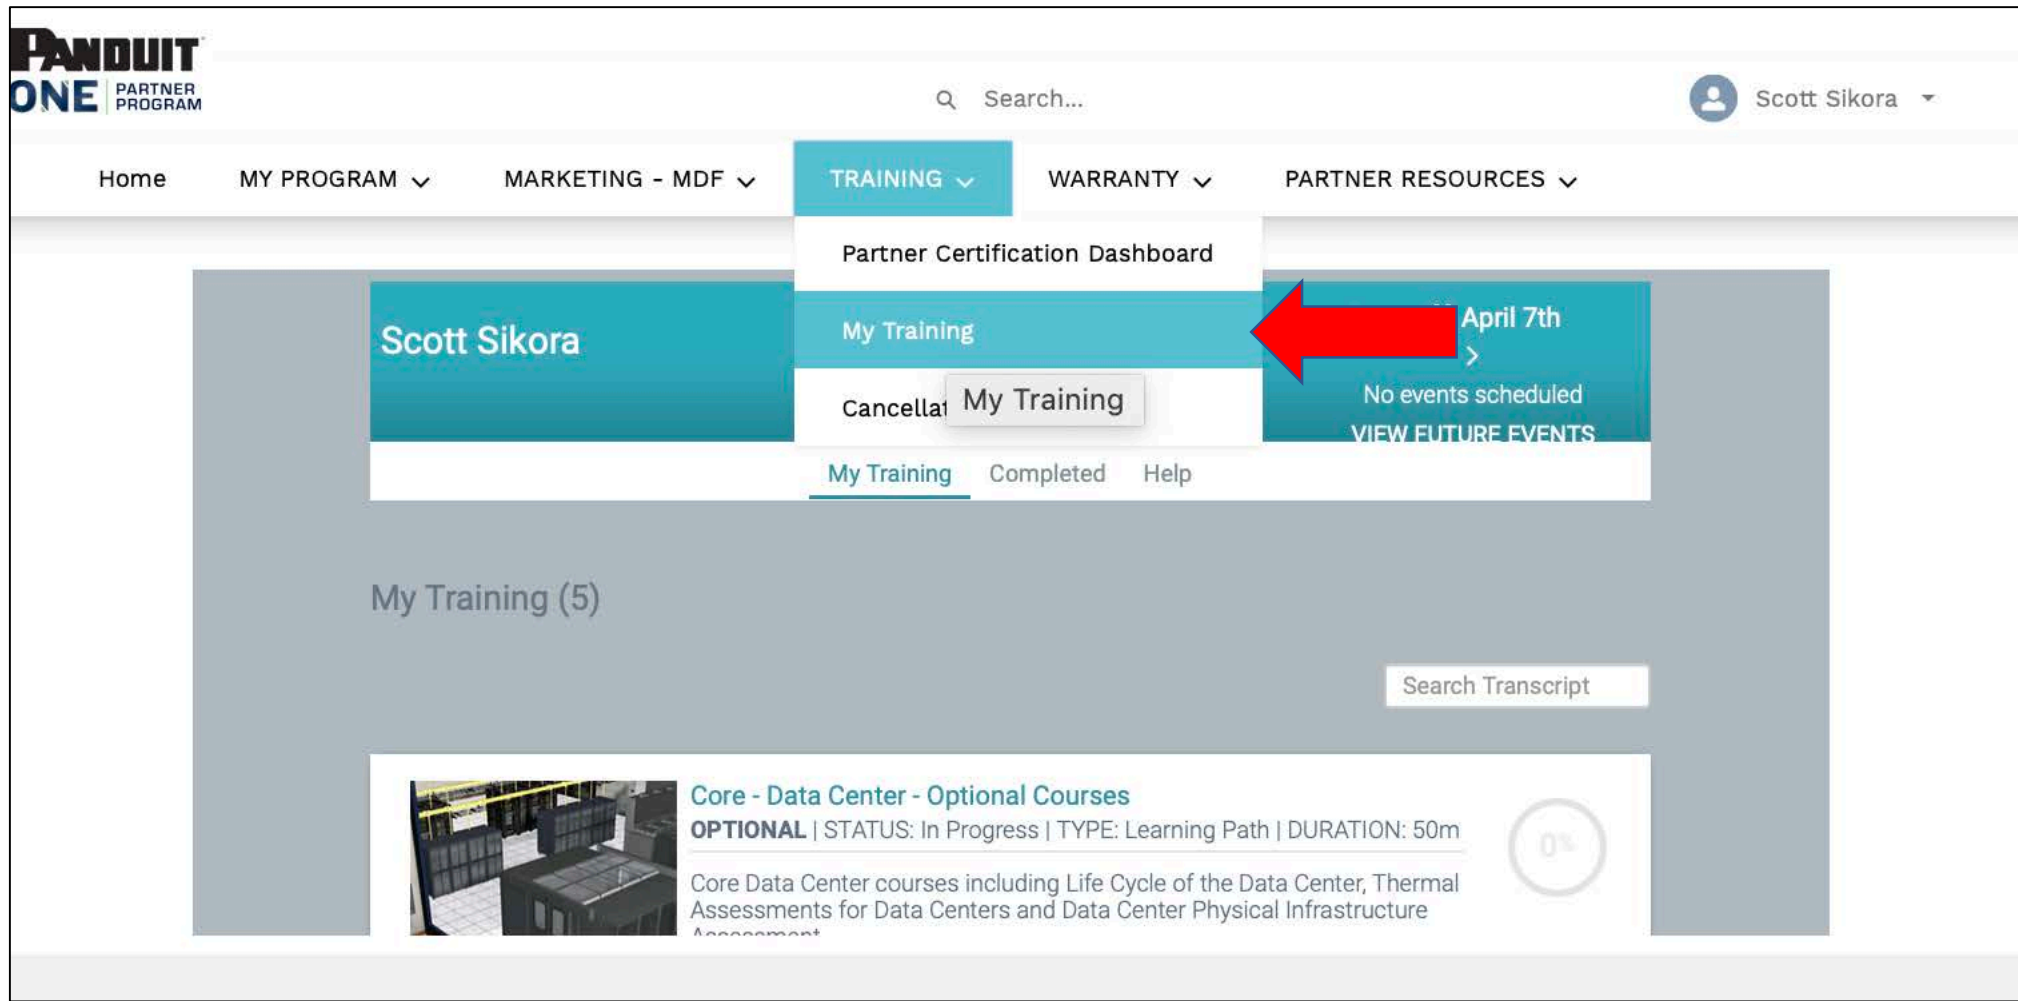 PANDUIT
ONE PARTNER PROGRAM
Search...
Scott Sikora
Home MY PROGRAM MARKETING - MDF TRAINING WARRANTY PARTNER RESOURCES
Partner Certification Dashboard
My Training
My Training
Scott Sikora
April 7th
No events scheduled
VIEW FUTURE EVENTS
My Training Completed Help
My Training (5)
Search Transcript
Core - Data Center - Optional Courses
OPTIONAL | STATUS: In Progress | TYPE: Learning Path | DURATION: 50m
0%
Core Data Center courses including Life Cycle of the Data Center, Thermal
Assessments for Data Centers and Data Center Physical Infrastructure